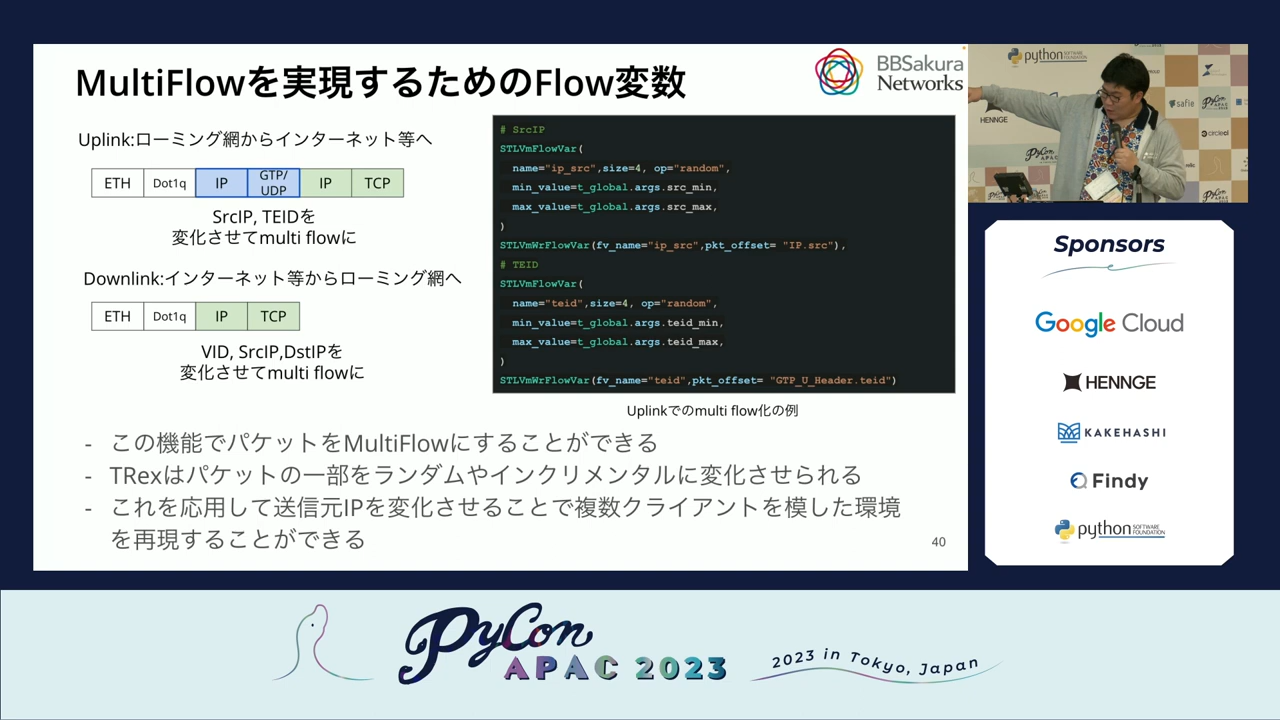 MultiFlowを実現するためのFlow変数
BBSakura
Networks
Uplink:ローミング網からインターネット等へ
ETH Dot1q IP GTP/UDP IP TCP
SrcIP, TEIDを
変化させてmulti flowに
Downlink:インターネット等からローミング網へ
ETH Dot1q IP TCP
VID, SrcIP,DstIPを
変化させてmulti flowに
# SrcIP
STLVmFlowVar(
name="ip_src",size=4, op="random",
min_value=t_global.args.src_min,
max_value=t_global.args.src_max,
)
STLVmWrFlowVar(fv_name="ip_src",pkt_offset= "IP.src"),
# TEID
STLVmFlowVar(
name="teid",size=4, op="random",
min_value=t_global.args.teid_min,
max_value=t_global.args.teid_max,
)
STLVmWrFlowVar(fv_name="teid",pkt_offset= "GTP_U_Header.teid")
Uplinkでのmulti flow化の例
- この機能でパケットをMultiFlowにすることができる
- TRexはパケットの一部をランダムやインクリメンタルに変化させられる
- これを応用して送信元IPを変化させることで複数クライアントを模した環境
を再現することができる
40
python
HENNGE
PyCon
APAC
safie
PyCon
APAC
circleci
Sponsors
Google Cloud
HENNGE
KAKEHASHI
Findy
python SOFTWARE FOUNDATION
PyCon
APAC 2023
2023 in Tokyo, Japan